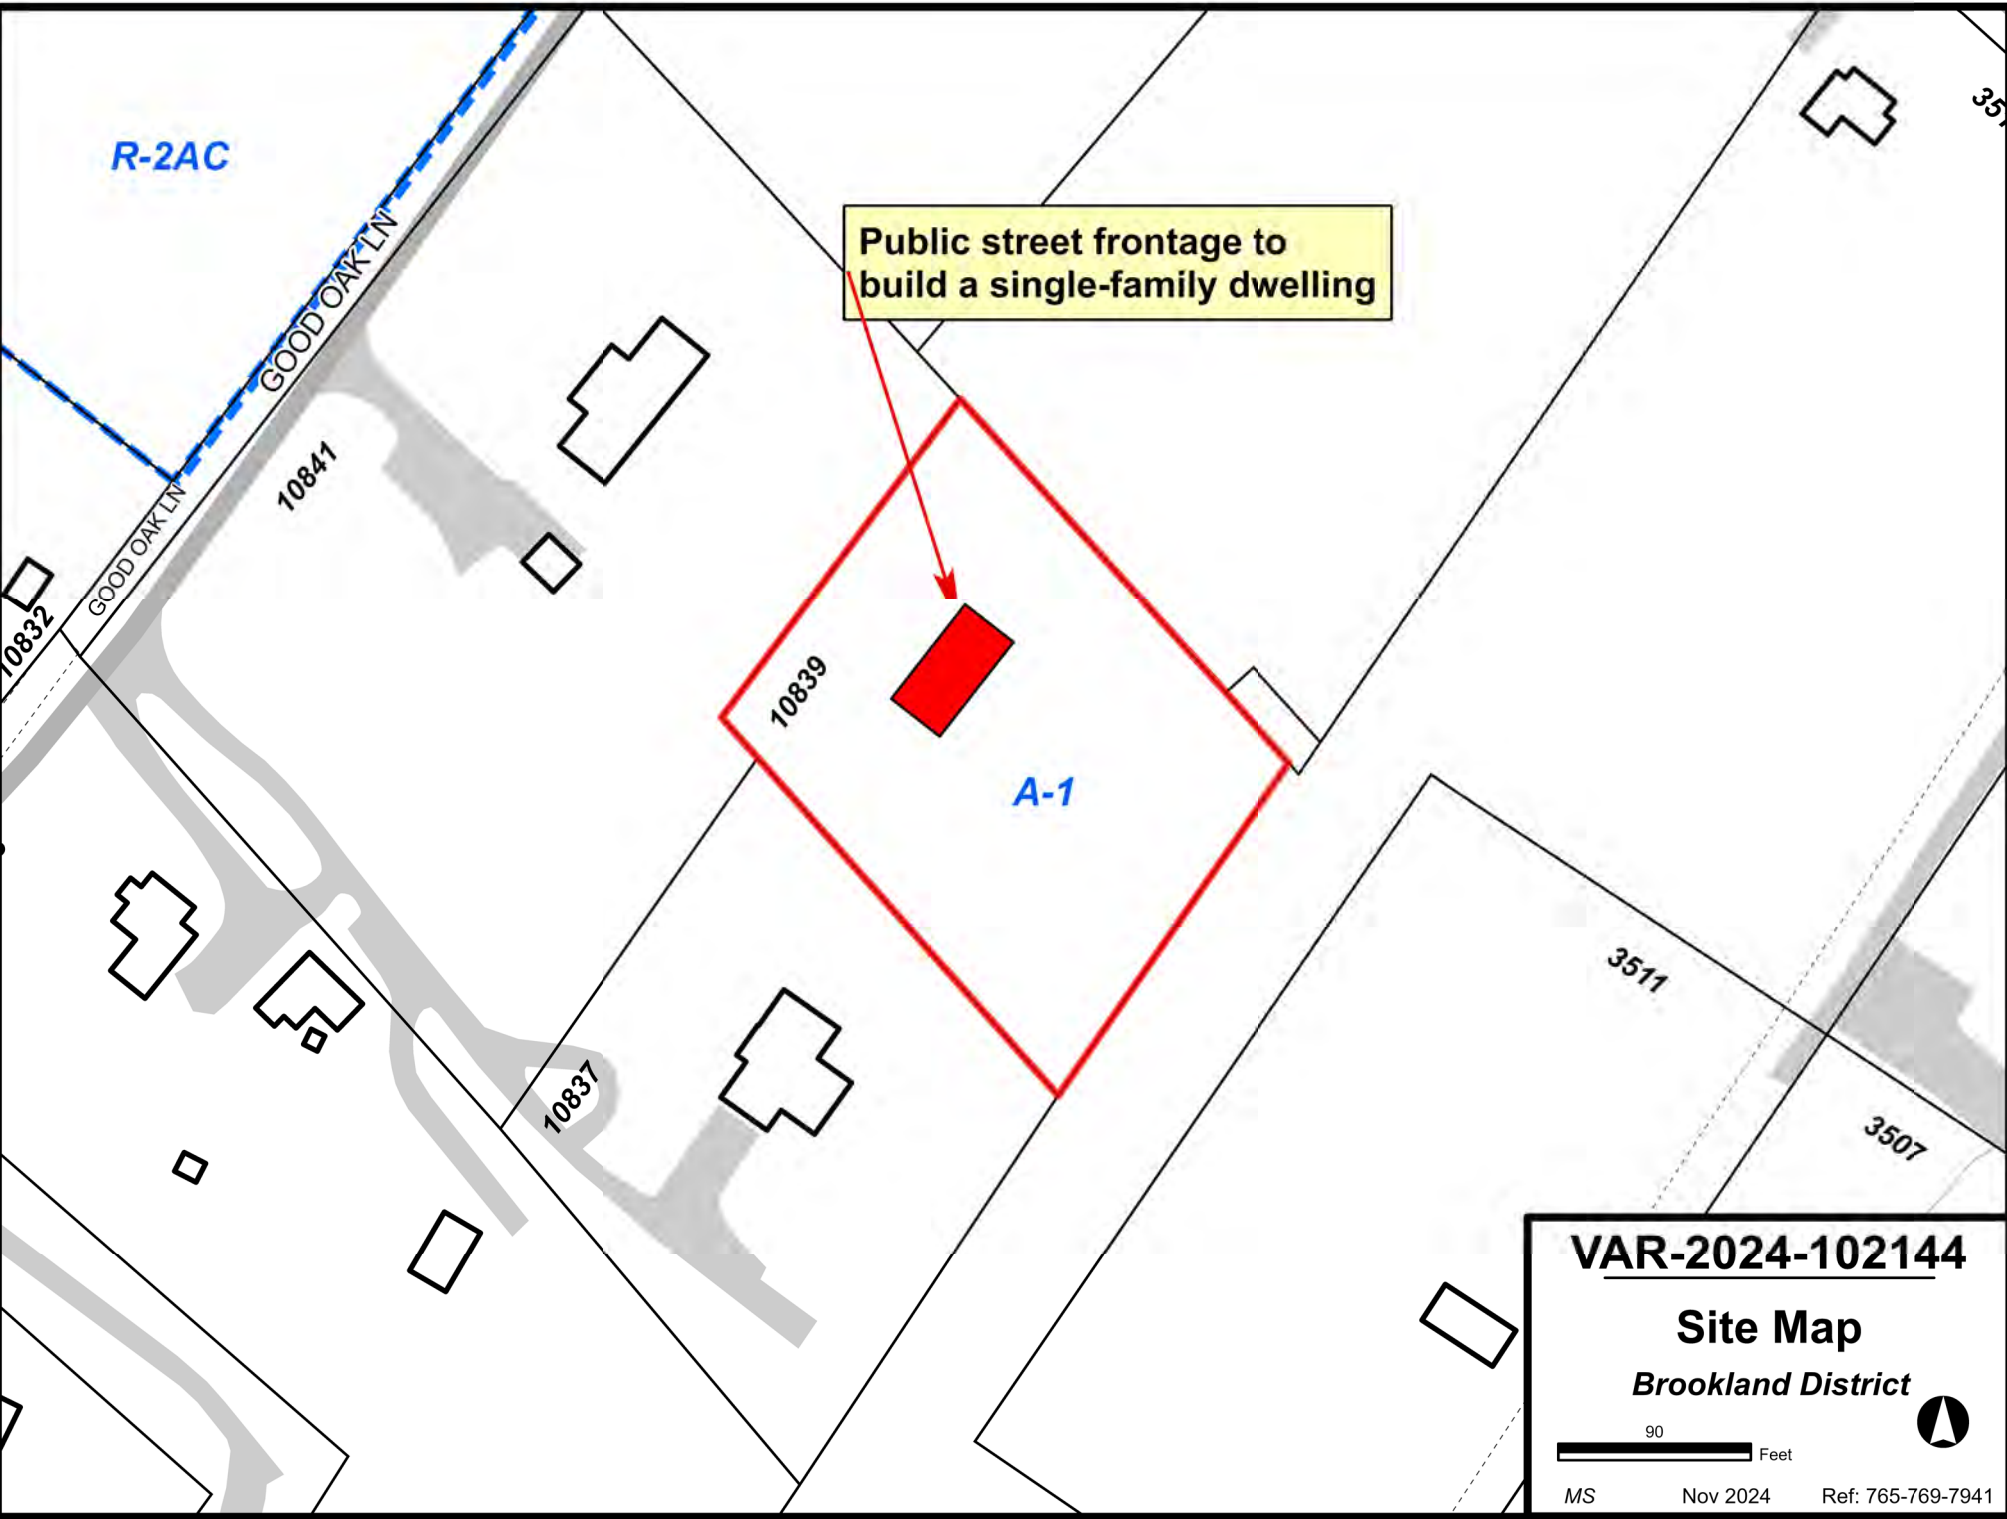 R-2AC
GOOD OAK LN
Public street frontage to
build a single-family dwelling
10841
GOOD OAK LN
10832
10839
A-1
3511
10837
3507
VAR-2024-102144
Site Map
Brookland District
90
Feet
MS
Nov 2024
Ref: 765-769-7941